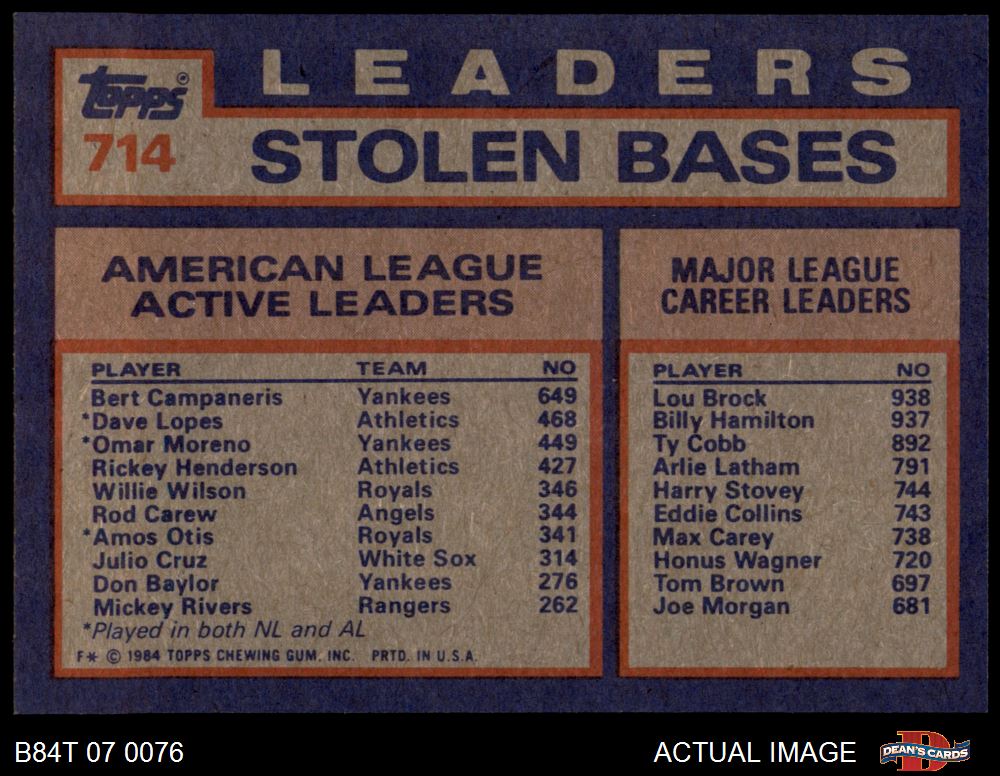 LEADERS
topps®
714
STOLEN BASES
AMERICAN LEAGUE
ACTIVE LEADERS
PLAYER TEAM NO
Bert Campaneris Yankees 649
*Dave Lopes Athletics 468
*Omar Moreno Yankees 449
Rickey Henderson Athletics 427
Willie Wilson Royals 346
Rod Carew Angels 344
*Amos Otis Royals 341
Julio Cruz White Sox 314
Don Baylor Yankees 276
Mickey Rivers Rangers 262
*Played in both NL and AL
F* © 1984 TOPPS CHEWING GUM, INC. PRTD. IN U.S.A.
MAJOR LEAGUE
CAREER LEADERS
PLAYER NO
Lou Brock 938
Billy Hamilton 937
Ty Cobb 892
Arlie Latham 791
Harry Stovey 744
Eddie Collins 743
Max Carey 738
Honus Wagner 720
Tom Brown 697
Joe Morgan 681
B84T 07 0076
ACTUAL IMAGE
DEAN'S CARDS